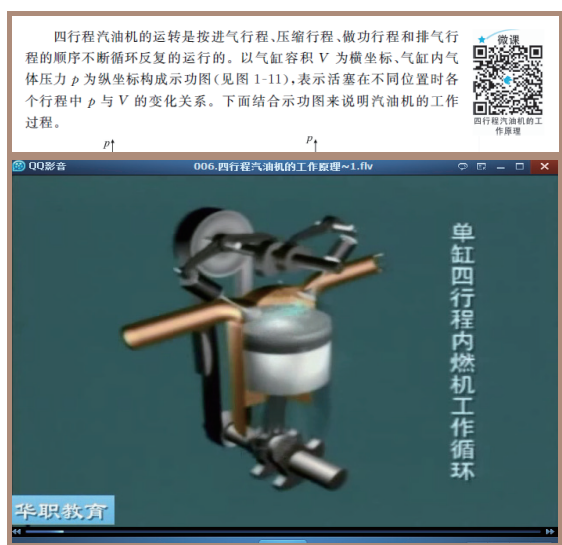 四行程汽油机的运转是按进气行程、压缩行程、做功行程和排气行
程的顺序不断循环反复的运行的。以气缸容积 V 为横坐标、气缸内气
体压力 p 为纵坐标构成示功图(见图 1-11),表示活塞在不同位置时各
个行程中 p 与 V 的变化关系。下面结合示功图来说明汽油机的工作
过程。
微课
四行程汽油机的工
作原理
p
p
QQ影音
006.四行程汽油机的工作原理~1.flv
单缸四行程内燃机工作循环
华职教育